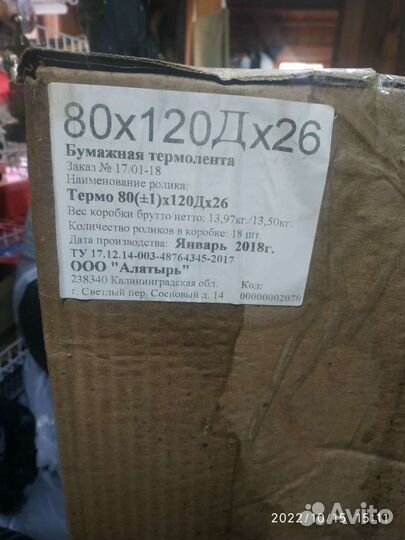 80х120Дх26
Бумажная термолента
Заказ № 17/01-18
Наименование ролика:
Термо 80(±1)х120Дх26
Вес коробки брутто/нетто: 13,97кг./13,50кг.
Количество роликов в коробке: 18 шт.
Дата производства: Январь 2018г.
ТУ 17.12.14-003-48764345-2017
ООО "Алатырь"
238340 Калининградская обл. Код:
г. Светлый пер. Сосновый д. 14 00000002078
2022/10/15 15:11
Avito